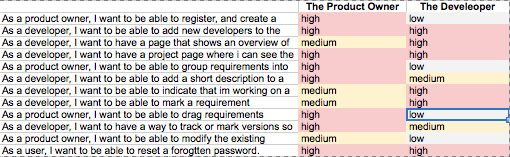 The Product Owner The Develeoper
As a product owner, I want to be able to register, and create a high low
As a developer, I want to be able to add new developers to the high high
As a developer, I want to have a page that shows an overview of medium high
As a developer, I want to have a project page where i can see the high high
As a product owner, I want to be able to group requirements into high low
As a developer, I want to be able to add a short description to a high medium
As a developer, I want to be able to indicate that im working on a medium high
As a developer, I want to be able to mark a requirement medium high
As a product owner, I want to be able to drag requirements high low
As a developer, I want to have a way to track or mark versions so high medium
As a product owner, I want to be able to modify the existing medium low
As a user, I want to be able to reset a forogtten password. high high